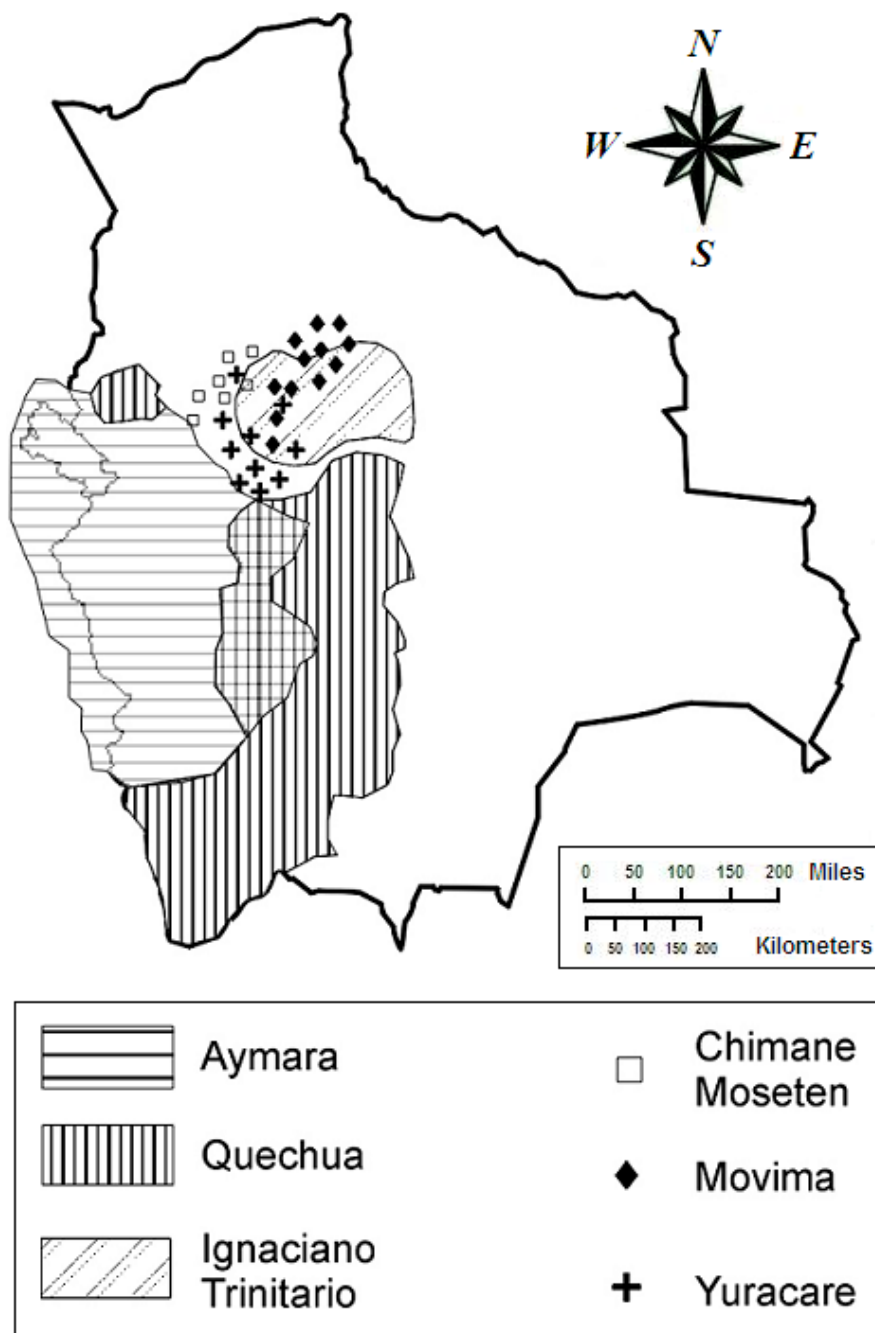 N
W
E
S
0 50 100 150 200 Miles
0 50 100 150 200 Kilometers
Aymara
Quechua
Ignaciano
Trinitario
Chimane
Moseten
Movima
Yuracare